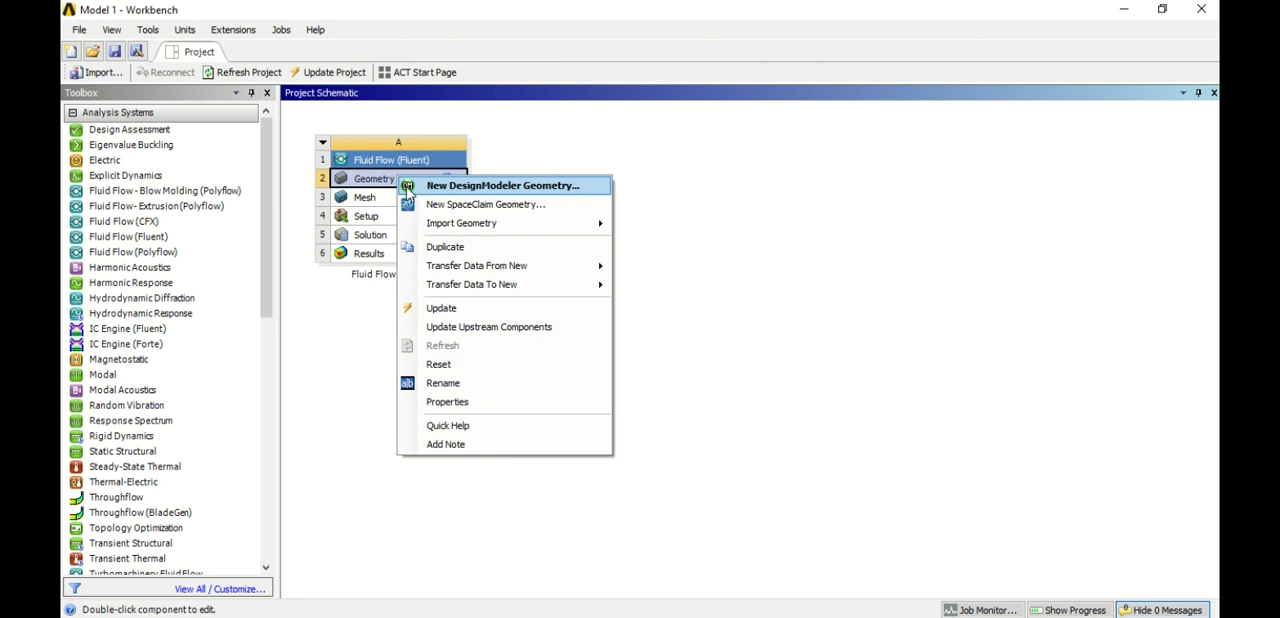 Model 1 - Workbench
File View Tools Units Extensions Jobs Help
Project
Import... Reconnect Refresh Project Update Project ACT Start Page
Toolbox
Project Schematic
Analysis Systems
Design Assessment
Eigenvalue Buckling
Electric
Explicit Dynamics
Fluid Flow - Blow Molding (Polyflow)
Fluid Flow - Extrusion (Polyflow)
Fluid Flow (CFX)
Fluid Flow (Fluent)
Fluid Flow (Polyflow)
Harmonic Acoustics
Harmonic Response
Hydrodynamic Diffraction
Hydrodynamic Response
IC Engine (Fluent)
IC Engine (Forte)
Magnetostatic
Modal
Modal Acoustics
Random Vibration
Response Spectrum
Rigid Dynamics
Static Structural
Steady-State Thermal
Thermal-Electric
Throughflow
Throughflow (BladeGen)
Topology Optimization
Transient Structural
Transient Thermal
Turbomachinery Fluid Flow
View All / Customize...
A
1 Fluid Flow (Fluent)
2 Geometry
3 Mesh
4 Setup
5 Solution
6 Results
Fluid Flow
New DesignModeler Geometry...
New SpaceClaim Geometry...
Import Geometry
Duplicate
Transfer Data From New
Transfer Data To New
Update
Update Upstream Components
Refresh
Reset
a|b Rename
Properties
Quick Help
Add Note
Double-click component to edit.
Job Monitor... Show Progress Hide 0 Messages